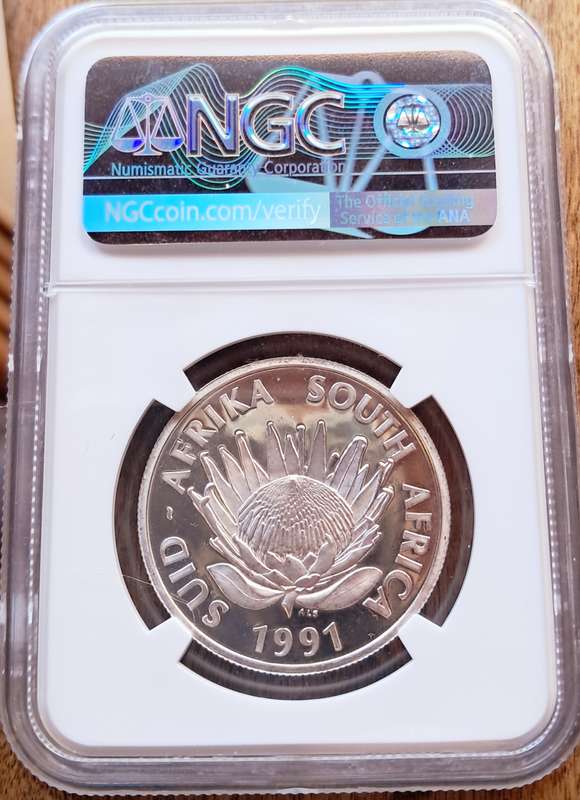 NGC
Numismatic Guaranty Corporation
NGCcoin.com/verify
The Official Grading
Service of the ANA
SUID - AFRIKA SOUTH AFRICA
ALS
1991